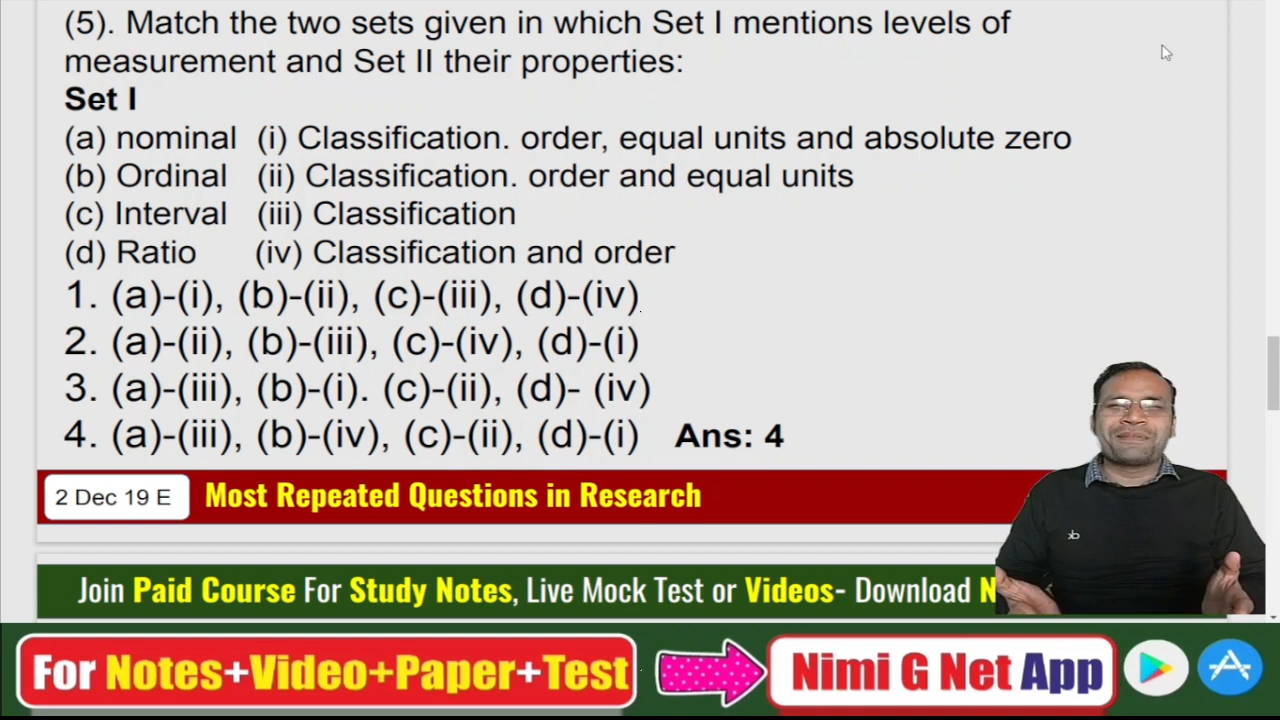 (5). Match the two sets given in which Set I mentions levels of
measurement and Set II their properties:
Set I
(a) nominal (i) Classification. order, equal units and absolute zero
(b) Ordinal (ii) Classification. order and equal units
(c) Interval (iii) Classification
(d) Ratio (iv) Classification and order
1. (a)-(i), (b)-(ii), (c)-(iii), (d)-(iv)
2. (a)-(ii), (b)-(iii), (c)-(iv), (d)-(i)
3. (a)-(iii), (b)-(i). (c)-(ii), (d)- (iv)
4. (a)-(iii), (b)-(iv), (c)-(ii), (d)-(i) Ans: 4
2 Dec 19 E Most Repeated Questions in Research
Join Paid Course For Study Notes, Live Mock Test or Videos- Download N
For Notes+Video+Paper+Test Nimi G Net App